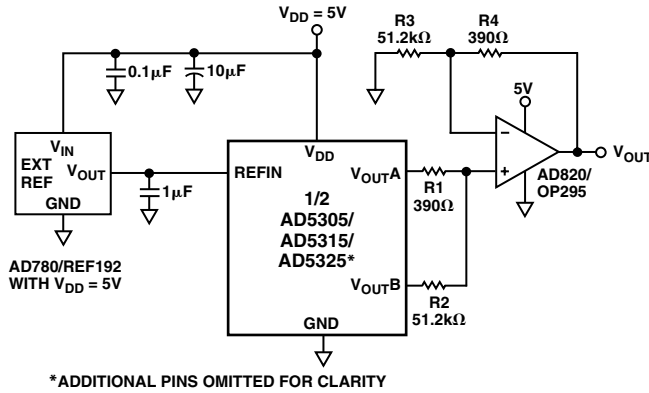 V_DD = 5V
0.1µF
10µF
R3
51.2kΩ
R4
390Ω
5V
V_IN
EXT
REF
V_OUT
GND
1µF
AD780/REF192
WITH V_DD = 5V
V_DD
REFIN
1/2
AD5305/
AD5315/
AD5325*
V_OUTA
V_OUTB
GND
R1
390Ω
R2
51.2kΩ
−
+
AD820/
OP295
V_OUT
*ADDITIONAL PINS OMITTED FOR CLARITY